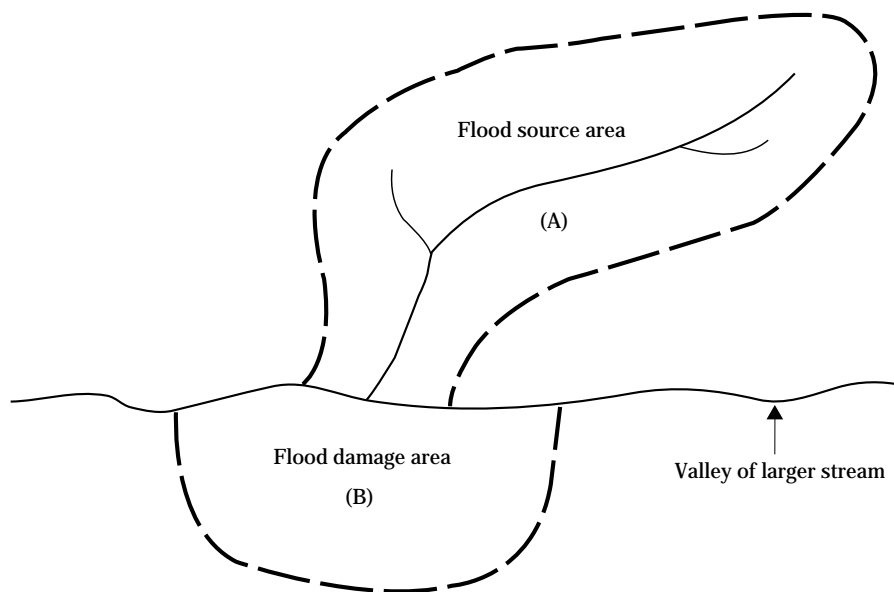 Flood source area
(A)
Flood damage area
(B)
Valley of larger stream